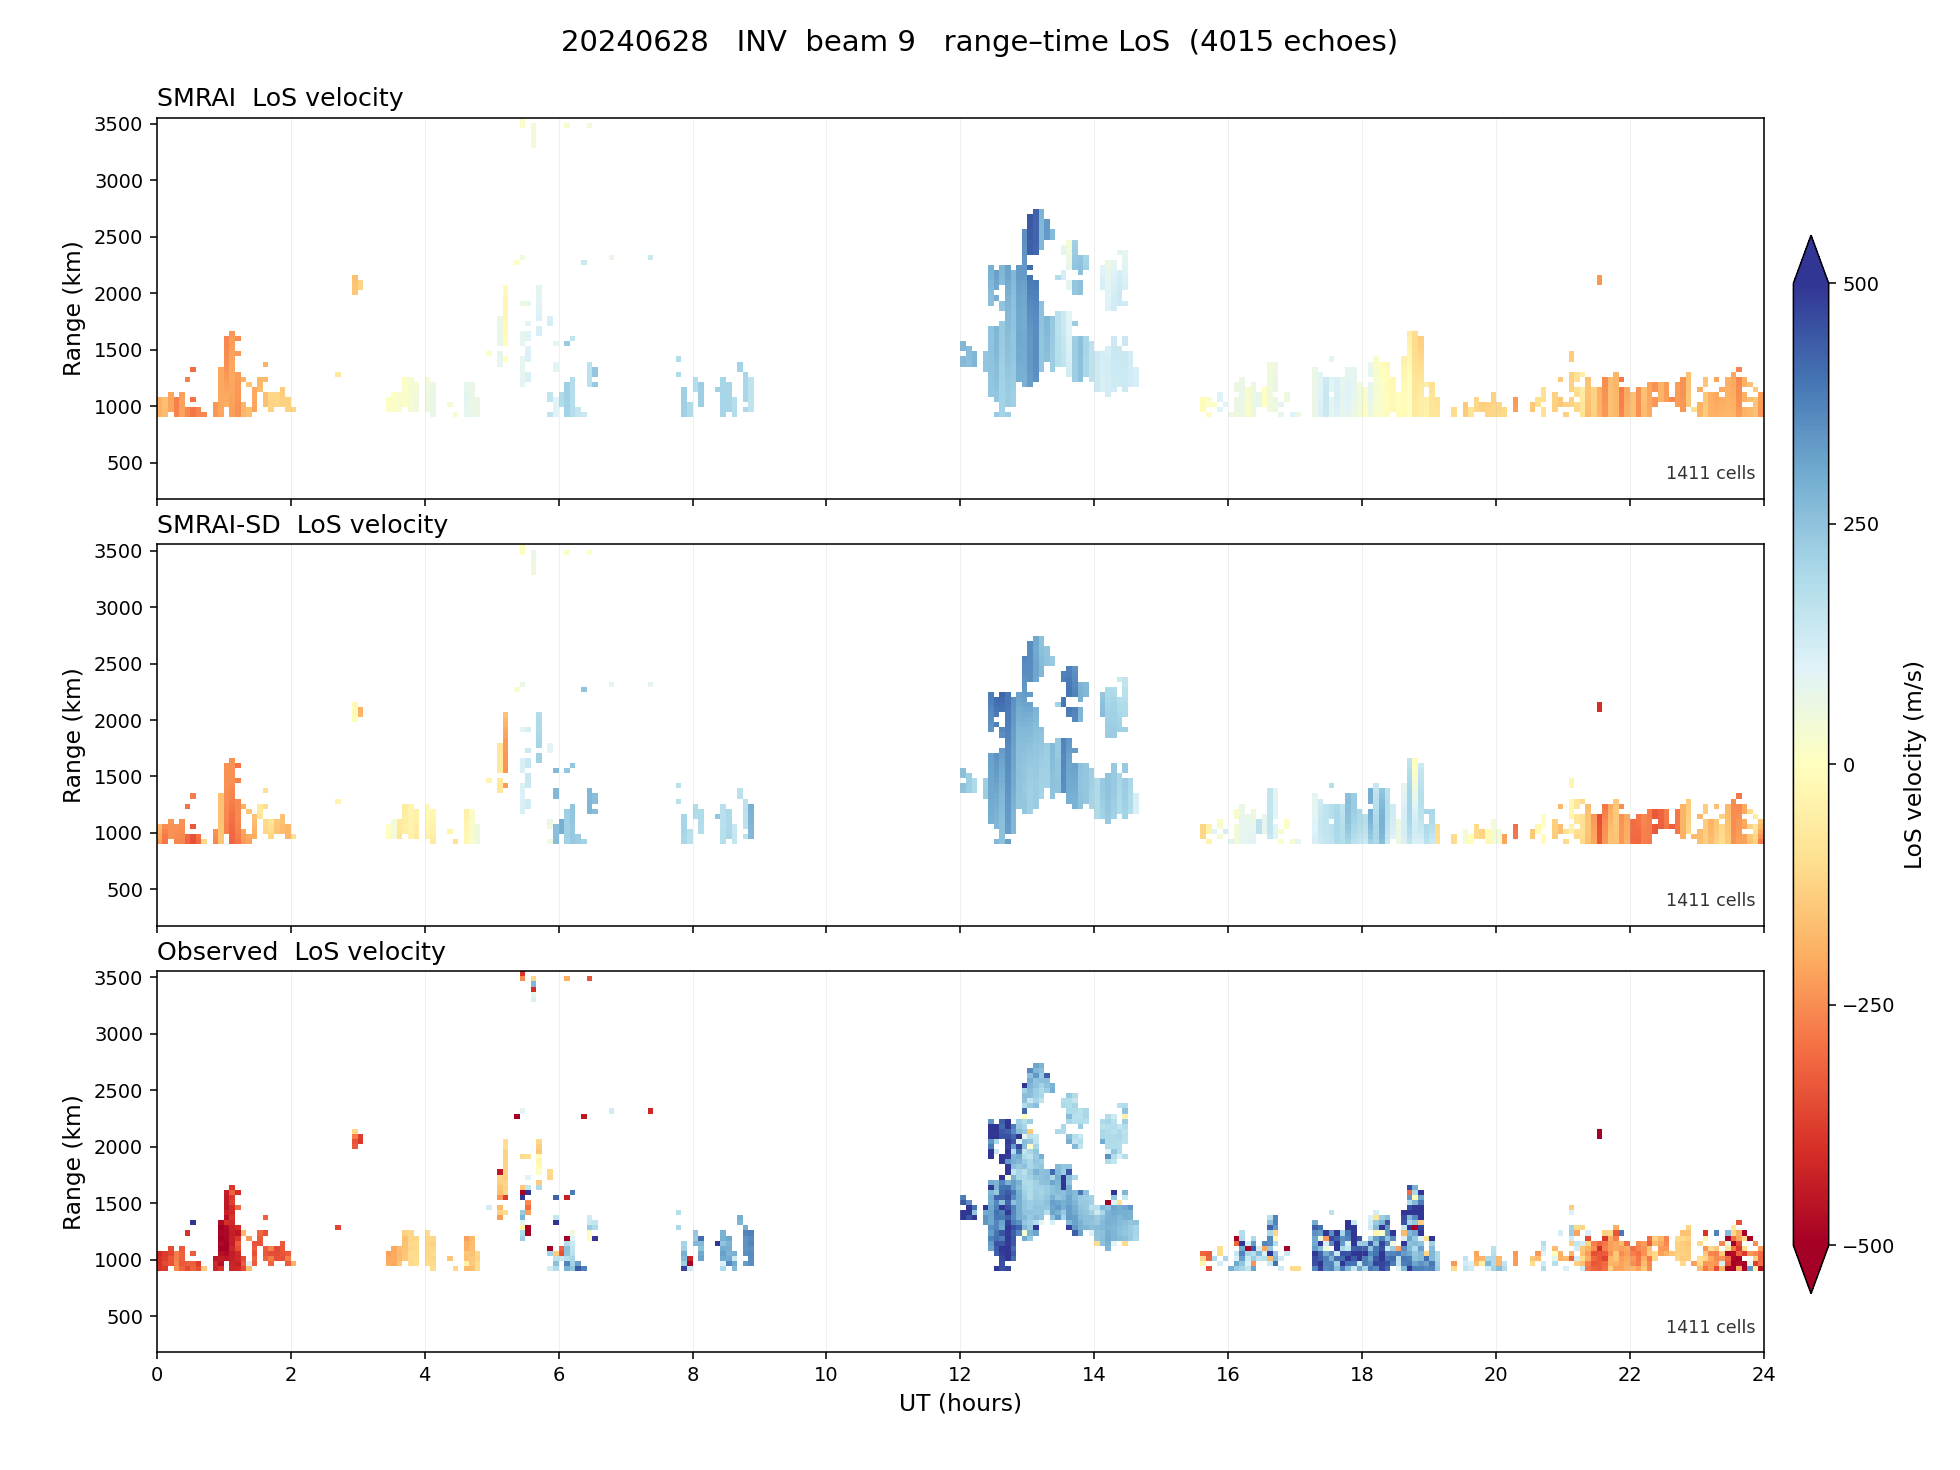 20240628   INV  beam 9   range–time LoS  (4015 echoes)
SMRAI  LoS velocity
3500
3000
2500
2000
1500
1000
500
Range (km)
1411 cells
SMRAI-SD  LoS velocity
3500
3000
2500
2000
1500
1000
500
Range (km)
1411 cells
Observed  LoS velocity
3500
3000
2500
2000
1500
1000
500
Range (km)
1411 cells
0 2 4 6 8 10 12 14 16 18 20 22 24
UT (hours)
500
250
0
−250
−500
LoS velocity (m/s)